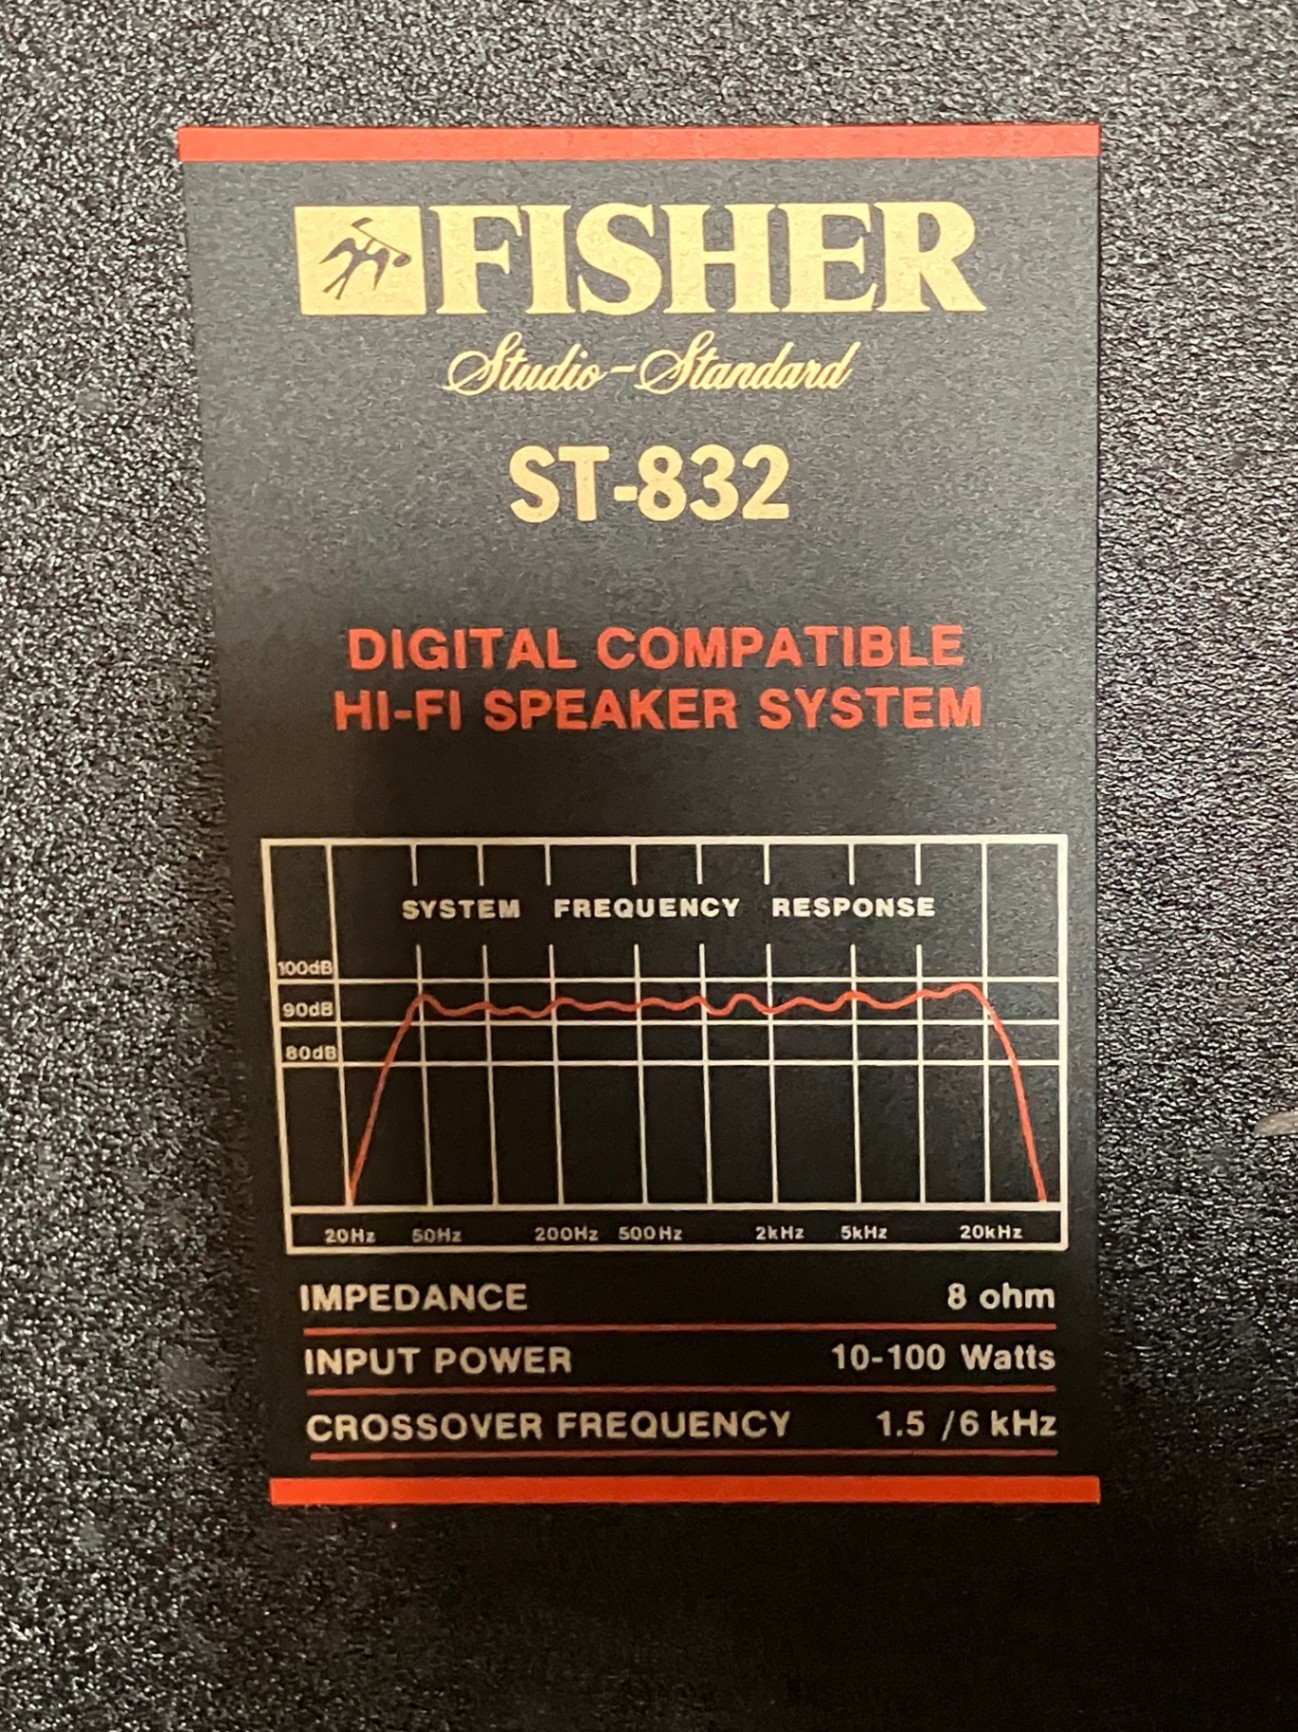 FISHER
Studio-Standard
ST-832
DIGITAL COMPATIBLE
HI-FI SPEAKER SYSTEM
SYSTEM FREQUENCY RESPONSE
100dB
90dB
80dB
20Hz 50Hz 200Hz 500Hz 2kHz 5kHz 20kHz
IMPEDANCE 8 ohm
INPUT POWER 10-100 Watts
CROSSOVER FREQUENCY 1.5 /6 kHz